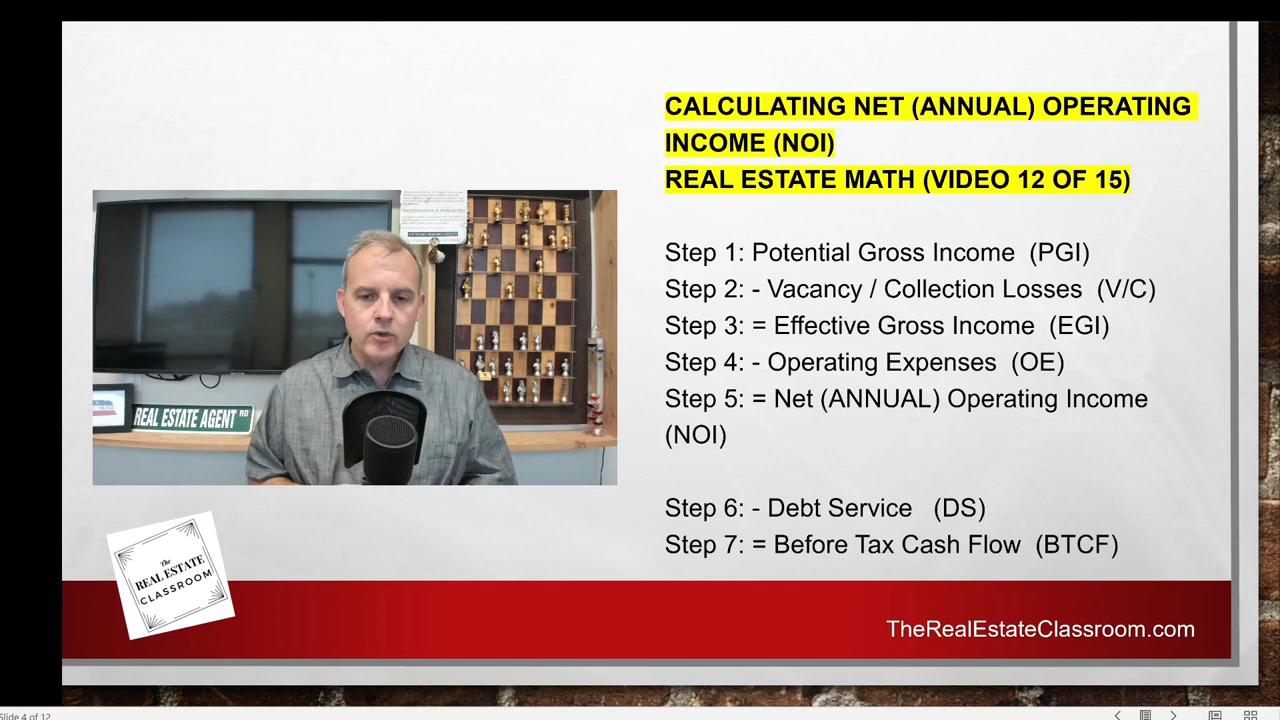 CALCULATING NET (ANNUAL) OPERATING
INCOME (NOI)
REAL ESTATE MATH (VIDEO 12 OF 15)
Step 1: Potential Gross Income (PGI)
Step 2: - Vacancy / Collection Losses (V/C)
Step 3: = Effective Gross Income (EGI)
Step 4: - Operating Expenses (OE)
Step 5: = Net (ANNUAL) Operating Income
(NOI)
Step 6: - Debt Service (DS)
Step 7: = Before Tax Cash Flow (BTCF)
REAL ESTATE AGENT RD
The
REAL ESTATE
CLASSROOM
TheRealEstateClassroom.com
Slide 4 of 12